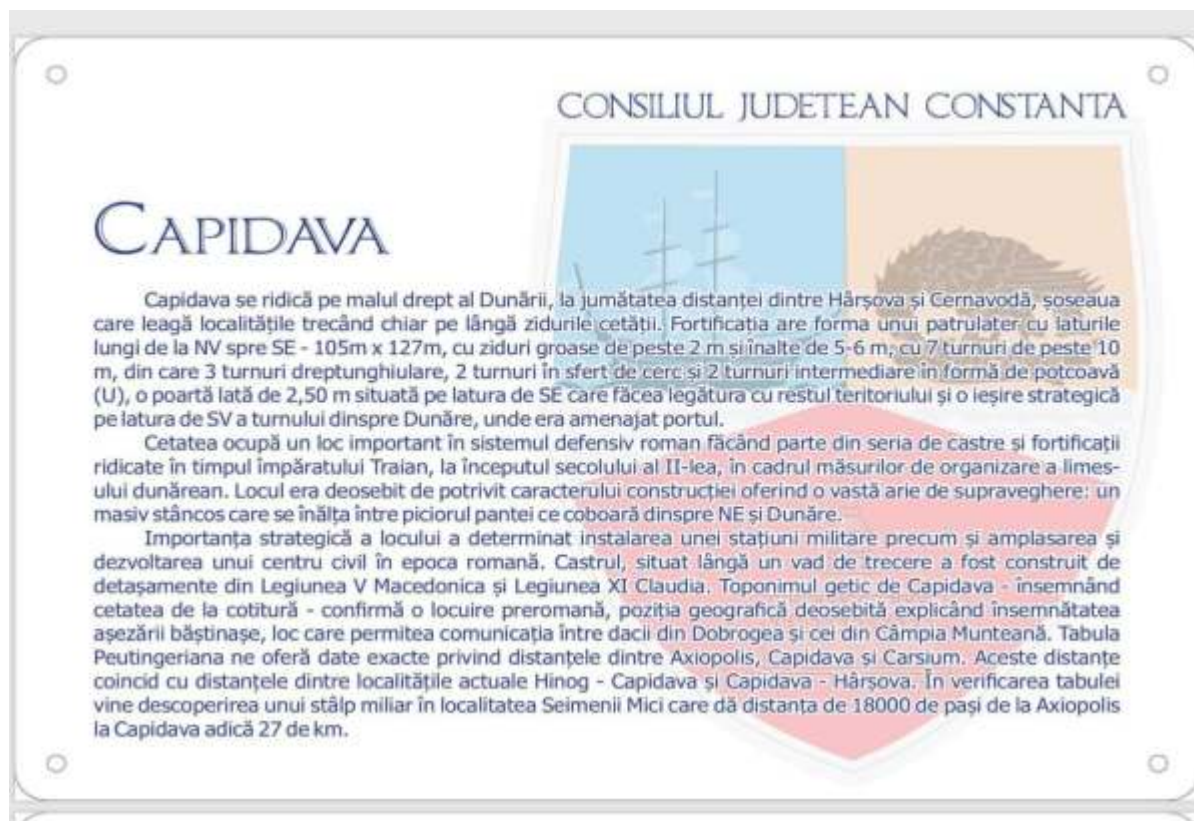 CONSILIUL JUDETEAN CONSTANTA
CAPIDAVA
Capidava se ridică pe malul drept al Dunării, la jumătatea distanței dintre Hârșova și Cernavodă, șoseaua
care leagă localitățile trecând chiar pe lângă zidurile cetății. Fortificația are forma unui patrulater cu laturile
lungi de la NV spre SE - 105m x 127m, cu ziduri groase de peste 2 m și înalte de 5-6 m, cu 7 turnuri de peste 10
m, din care 3 turnuri dreptunghiulare, 2 turnuri în sfert de cerc și 2 turnuri intermediare în formă de potcoavă
(U), o poartă lată de 2,50 m situată pe latura de SE care făcea legătura cu restul teritoriului și o ieșire strategică
pe latura de SV a turnului dinspre Dunăre, unde era amenajat portul.
Cetatea ocupă un loc important în sistemul defensiv roman făcând parte din seria de castre și fortificații
ridicate în timpul împăratului Traian, la începutul secolului al II-lea, în cadrul măsurilor de organizare a limes-
ului dunărean. Locul era deosebit de potrivit caracterului construcției oferind o vastă arie de supraveghere: un
masiv stâncos care se înălța între piciorul pantei ce coboară dinspre NE și Dunăre.
Importanța strategică a locului a determinat instalarea unei stațiuni militare precum și amplasarea și
dezvoltarea unui centru civil în epoca romană. Castrul, situat lângă un vad de trecere a fost construit de
detașamente din Legiunea V Macedonica și Legiunea XI Claudia. Toponimul getic de Capidava - însemnând
cetatea de la cotitură - confirmă o locuire preromană, poziția geografică deosebită explicând însemnătatea
așezării băștinașe, loc care permitea comunicația între dacii din Dobrogea și cei din Câmpia Munteană. Tabula
Peutingeriana ne oferă date exacte privind distanțele dintre Axiopolis, Capidava și Carsium. Aceste distanțe
coincid cu distanțele dintre localitățile actuale Hinog - Capidava și Capidava - Hârșova. În verificarea tabulei
vine descoperirea unui stâlp miliar în localitatea Seimenii Mici care dă distanța de 18000 de pași de la Axiopolis
la Capidava adică 27 de km.